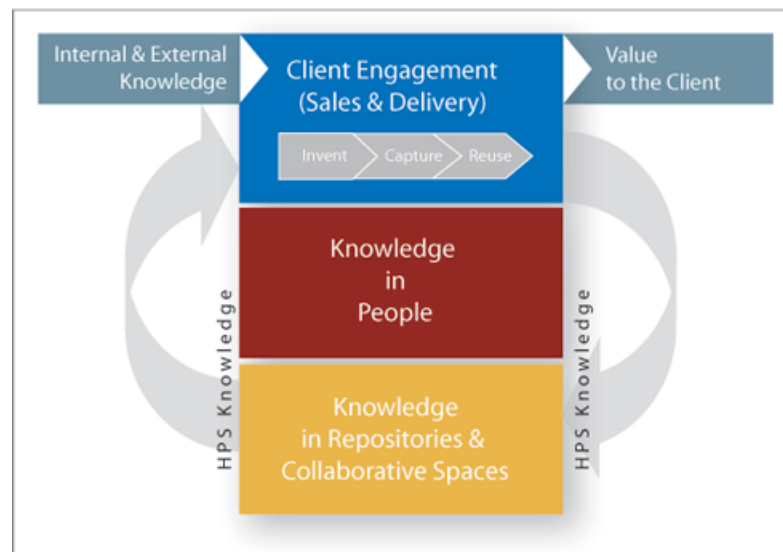 Internal & External
Knowledge
Client Engagement
(Sales & Delivery)
Value
to the Client
Invent
Capture
Reuse
Knowledge
in
People
HPS Knowledge
HPS Knowledge
Knowledge
in Repositories &
Collaborative Spaces